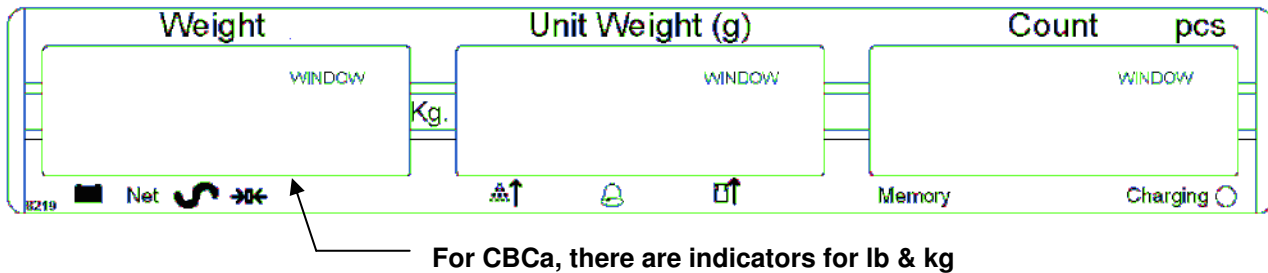 Weight Unit Weight (g) Count pcs
WINDOW WINDOW WINDOW
Kg.
8219 Net Memory Charging
For CBCa, there are indicators for lb & kg